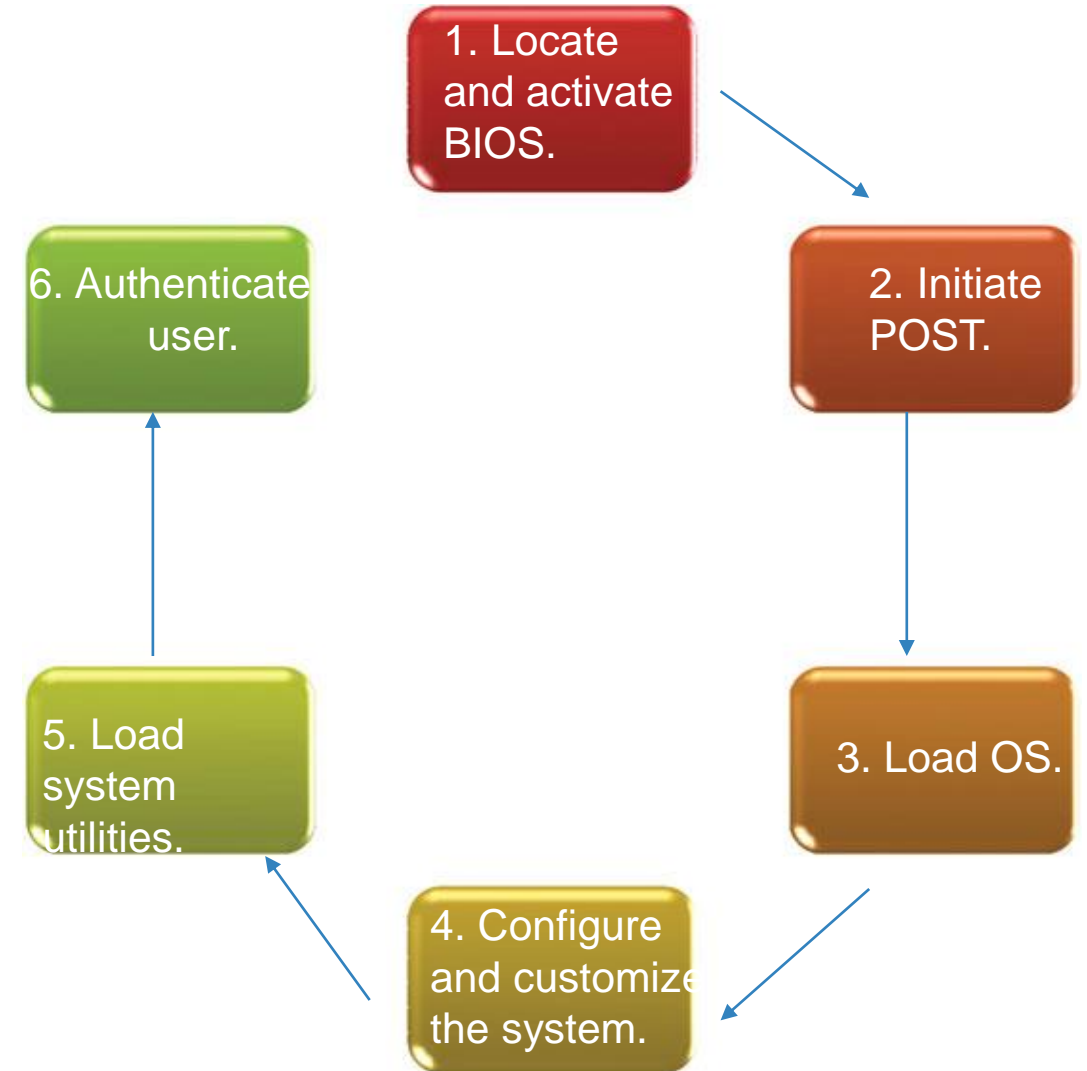 1. Locate
and activate
BIOS.
2. Initiate
POST.
3. Load OS.
4. Configure
and customize
the system.
5. Load
system
utilities.
6. Authenticate
user.